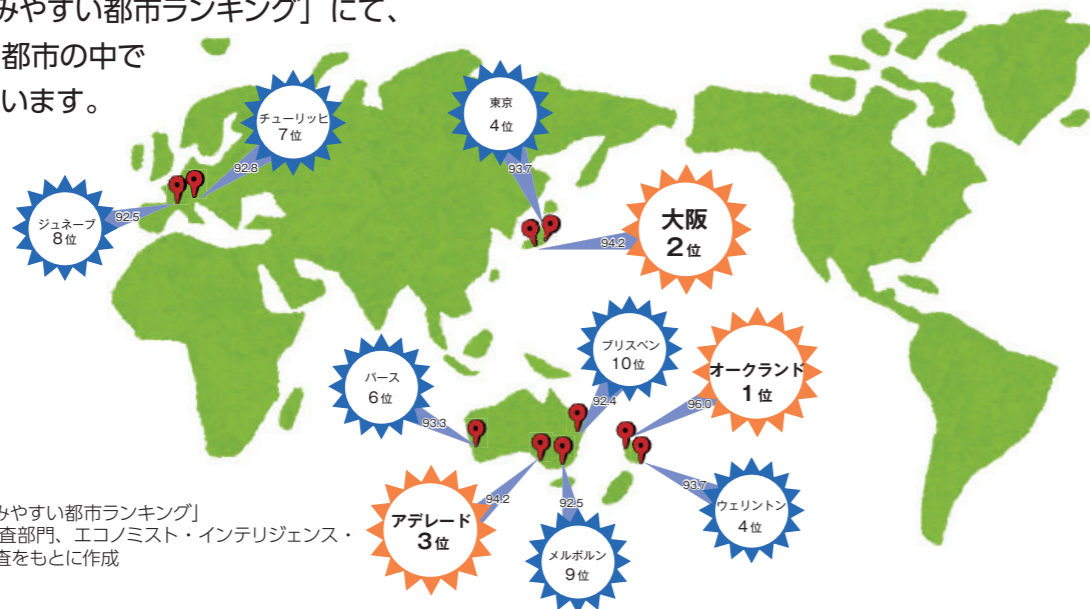 みやすい都市ランキング」にて、
都市の中で
います。
チューリッヒ
7位
92.8
東京
4位
93.7
ジュネーブ
8位
92.5
大阪
2位
94.2
ブリスベン
10位
92.4
オークランド
1位
96.0
パース
6位
93.3
アデレード
3位
94.2
メルボルン
9位
92.5
ウェリントン
4位
93.7
みやすい都市ランキング」
査部門、エコノミスト・インテリジェンス・
査をもとに作成